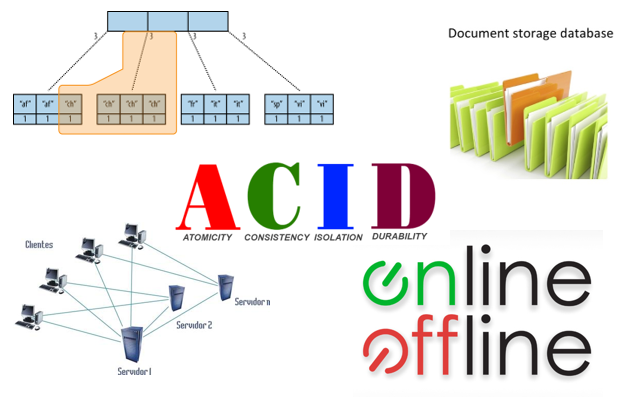 3 3 3 3
"af" "af" "ch" "ch" "ch" "ch" "fr" "it" "it" "sp" "vi" "vi"
1 1 1 1 1 1 1 1 1 1 1 1
Document storage database
ACID
ATOMICITY CONSISTENCY ISOLATION DURABILITY
Clientes
Servidor n
Servidor 2
Servidor 1
online
offline